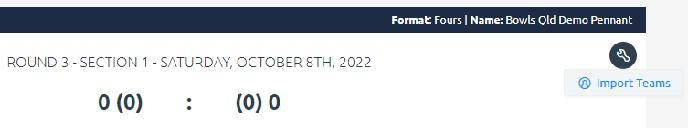 Format: Fours | Name: Bowls Qld Demo Pennant
ROUND 3 - SECTION 1 - SATURDAY, OCTOBER 8TH, 2022
Import Teams
0 (0) : (0) 0